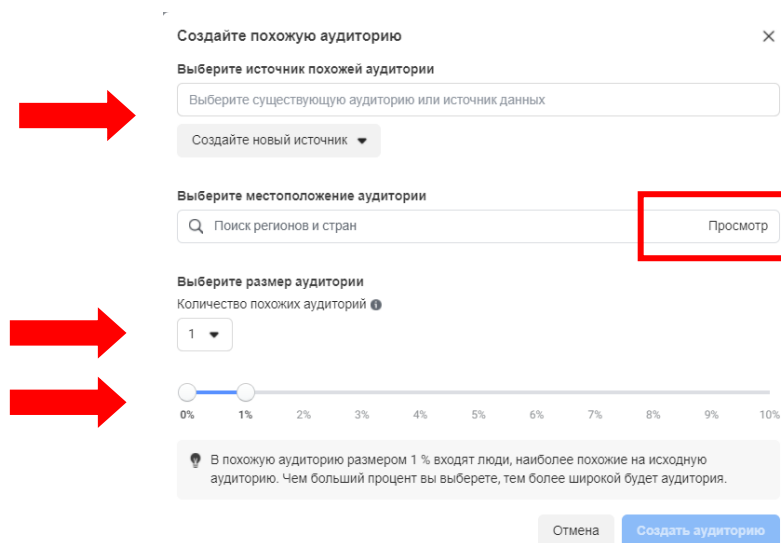 Создайте похожую аудиторию
Выберите источник похожей аудитории
Выберите существующую аудиторию или источник данных
Создайте новый источник
Выберите местоположение аудитории
Поиск регионов и стран
Просмотр
Выберите размер аудитории
Количество похожих аудиторий
1
0% 1% 2% 3% 4% 5% 6% 7% 8% 9% 10%
В похожую аудиторию размером 1 % входят люди, наиболее похожие на исходную
аудиторию. Чем больший процент вы выберете, тем более широкой будет аудитория.
Отмена
Создать аудиторию